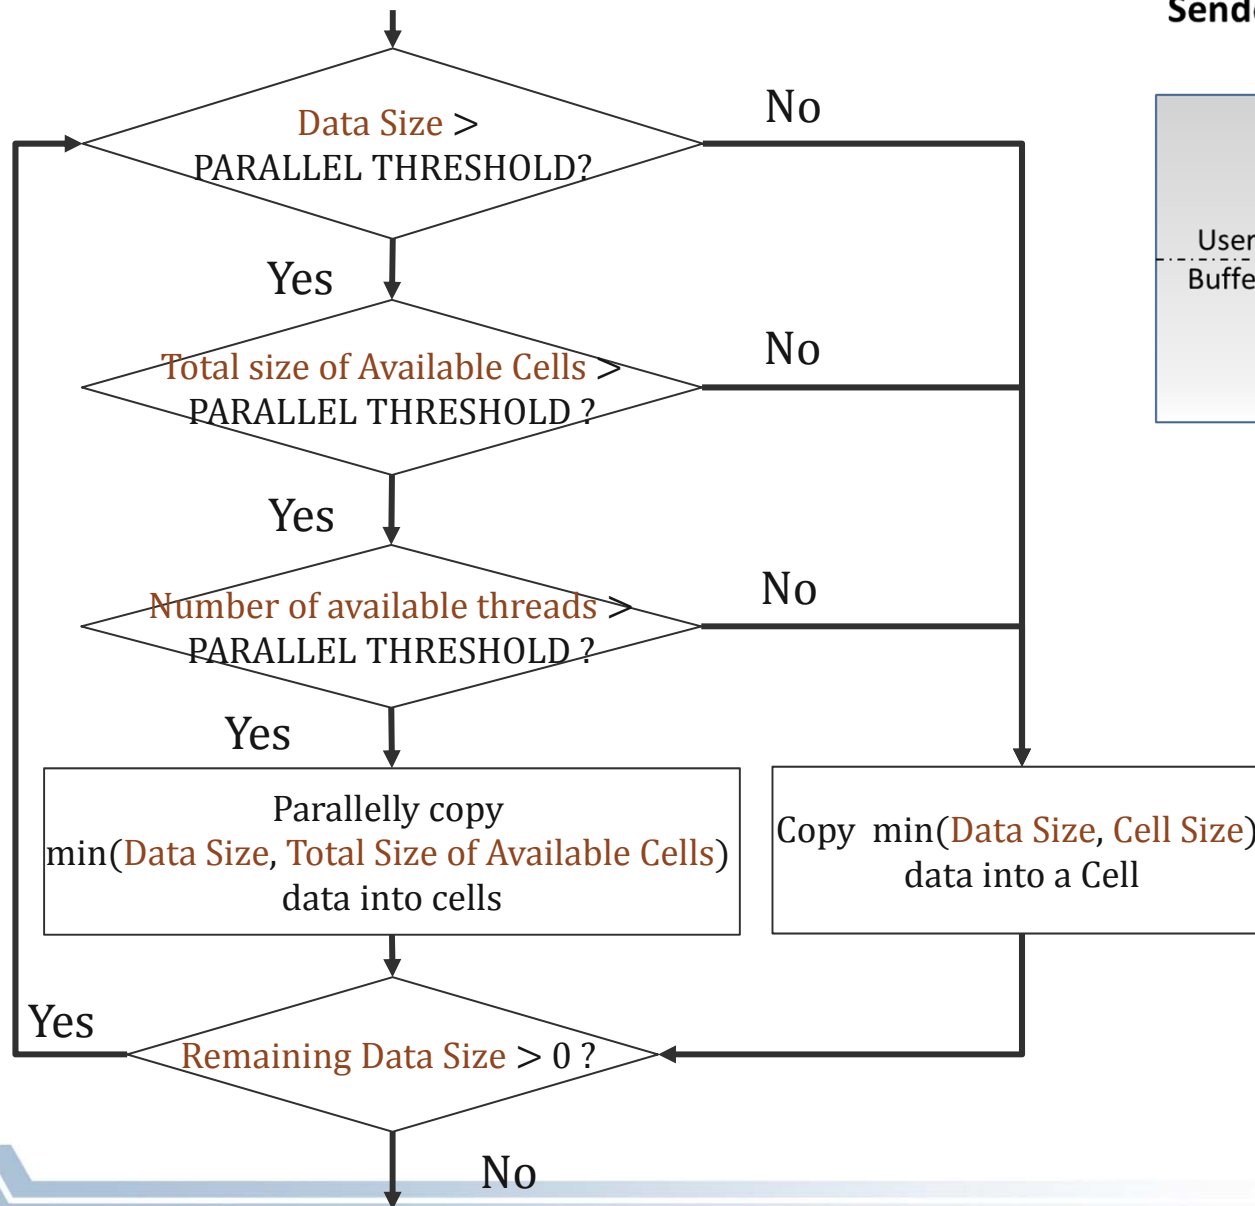 Data Size >
PARALLEL THRESHOLD?
No
Yes
Total size of Available Cells >
PARALLEL THRESHOLD ?
No
Yes
Number of available threads >
PARALLEL THRESHOLD ?
No
Yes
Parallelly copy
min(Data Size, Total Size of Available Cells)
data into cells
Copy min(Data Size, Cell Size)
data into a Cell
Remaining Data Size > 0 ?
Yes
No
User